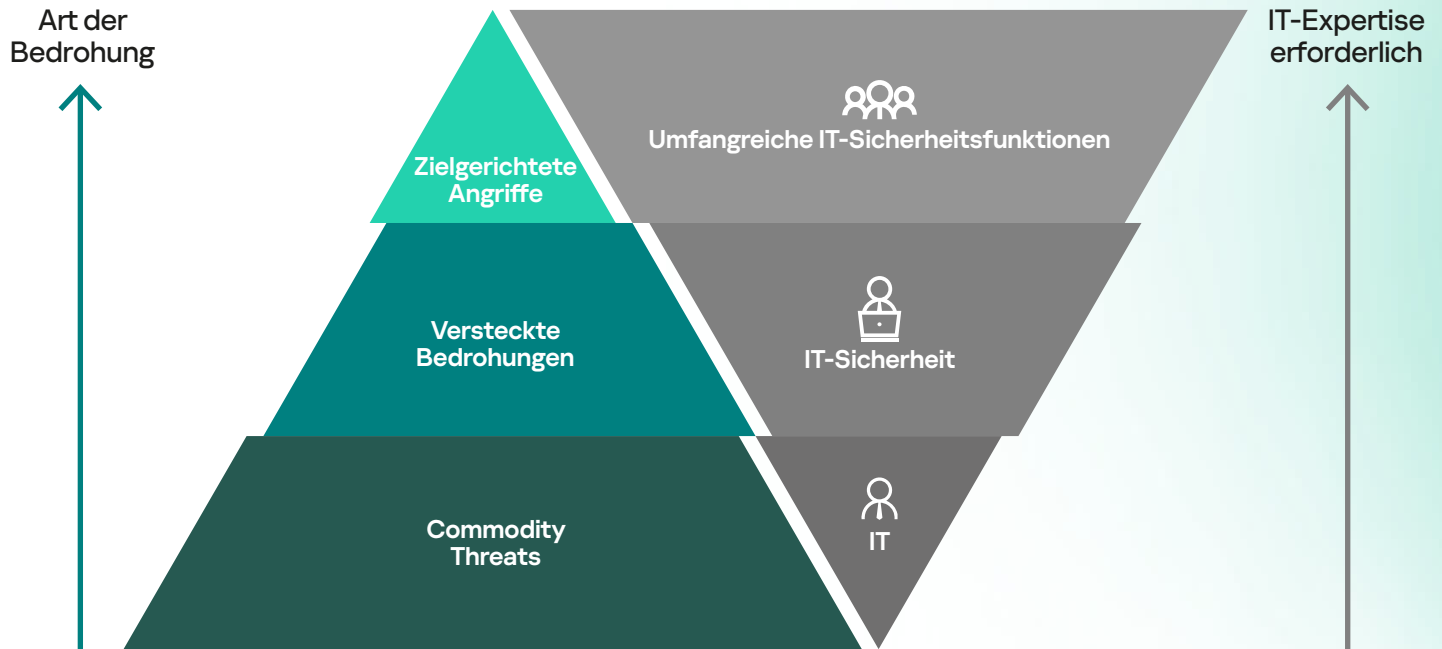 Art der
Bedrohung
IT-Expertise
erforderlich
Zielgerichtete
Angriffe
Umfangreiche IT-Sicherheitsfunktionen
Versteckte
Bedrohungen
IT-Sicherheit
Commodity
Threats
IT